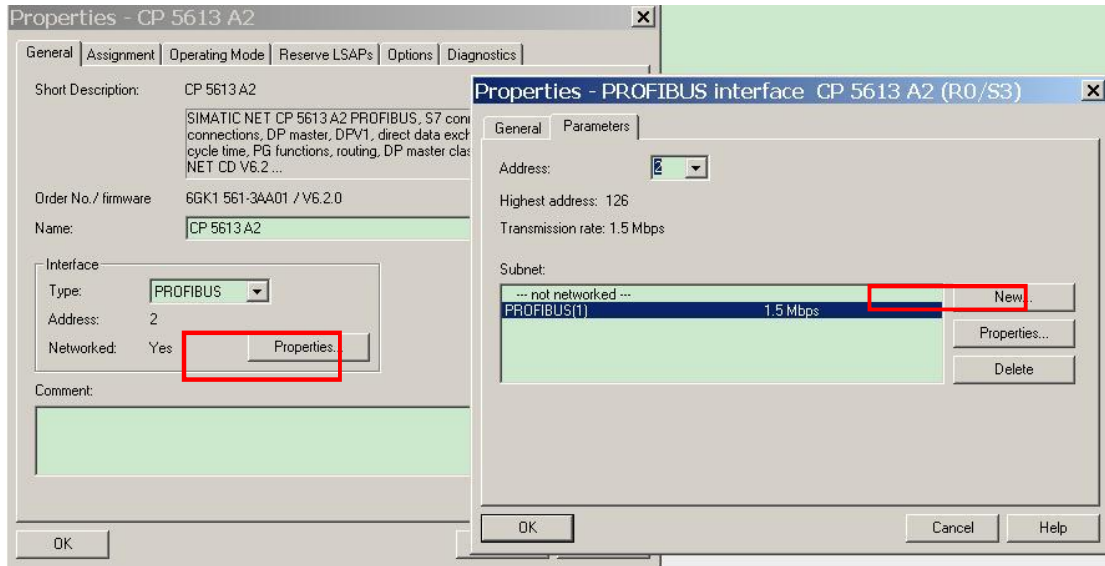 Properties - CP 5613 A2
General Assignment Operating Mode Reserve LSAPs Options Diagnostics
Short Description: CP 5613 A2
SIMATIC NET CP 5613 A2 PROFIBUS, S7
connections, DP master, DPV1, direct data
cycle time, PG functions, routing, DP master
NET CD V6.2 ...
Order No./ firmware 6GK1 561-3AA01 / V6.2.0
Name: CP 5613 A2
Interface
Type: PROFIBUS
Address: 2
Networked: Yes Properties...
Comment:
OK
Properties - PROFIBUS interface CP 5613 A2 (R0/S3)
General Parameters
Address: 2
Highest address: 126
Transmission rate: 1.5 Mbps
Subnet:
--- not networked ---
PROFIBUS(1) 1.5 Mbps
New...
Properties...
Delete
OK Cancel Help